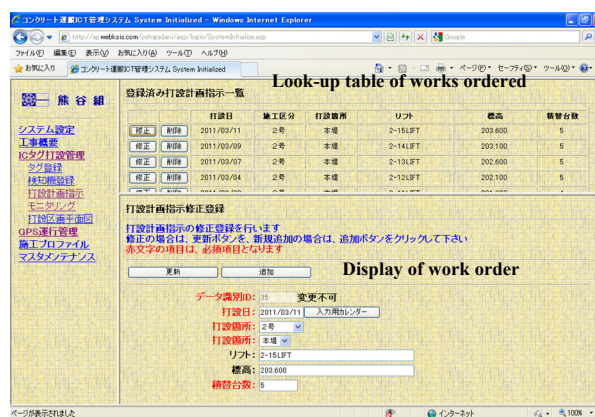 コンクリート運搬ICT管理システム System Initialized - Windows Internet Explorer
http://ap.webksis.com/oshigadani/asp/login/SystemInitialize.asp
Google
ファイル(F) 編集(E) 表示(V) お気に入り(A) ツール(T) ヘルプ(H)
お気に入り コンクリート運搬ICT管理システム System Initialized
ページ(P) セーフティ(S) ツール(O)
Look-up table of works ordered
熊谷組
登録済み打設計画指示一覧
打設日 施工区分 打設箇所 リフト 標高 積替台数
修正 削除 2011/03/11 2号 本堤 2-15LIFT 203.600 5
修正 削除 2011/03/09 2号 本堤 2-14LIFT 203.100 5
修正 削除 2011/03/07 2号 本堤 2-13LIFT 202.600 5
修正 削除 2011/03/04 2号 本堤 2-12LIFT 202.100 5
システム設定
工事概要
ICタグ打設管理
タグ登録
検知機登録
打設計画指示
モニタリング
打設区画平面図
GPS運行管理
施工プロファイル
マスタメンテナンス
打設計画指示修正登録
打設計画指示の修正登録を行います
修正の場合は、更新ボタンを、新規追加の場合は、追加ボタンをクリックして下さい
赤文字の項目は、必須項目となります
更新 追加
Display of work order
データ識別ID: 35 変更不可
打設日: 2011/03/11 入力用カレンダー
打設箇所: 2号
打設箇所: 本堤
リフト: 2-15LIFT
標高: 203.600
積替台数: 5
ページが表示されました
インターネット
100%